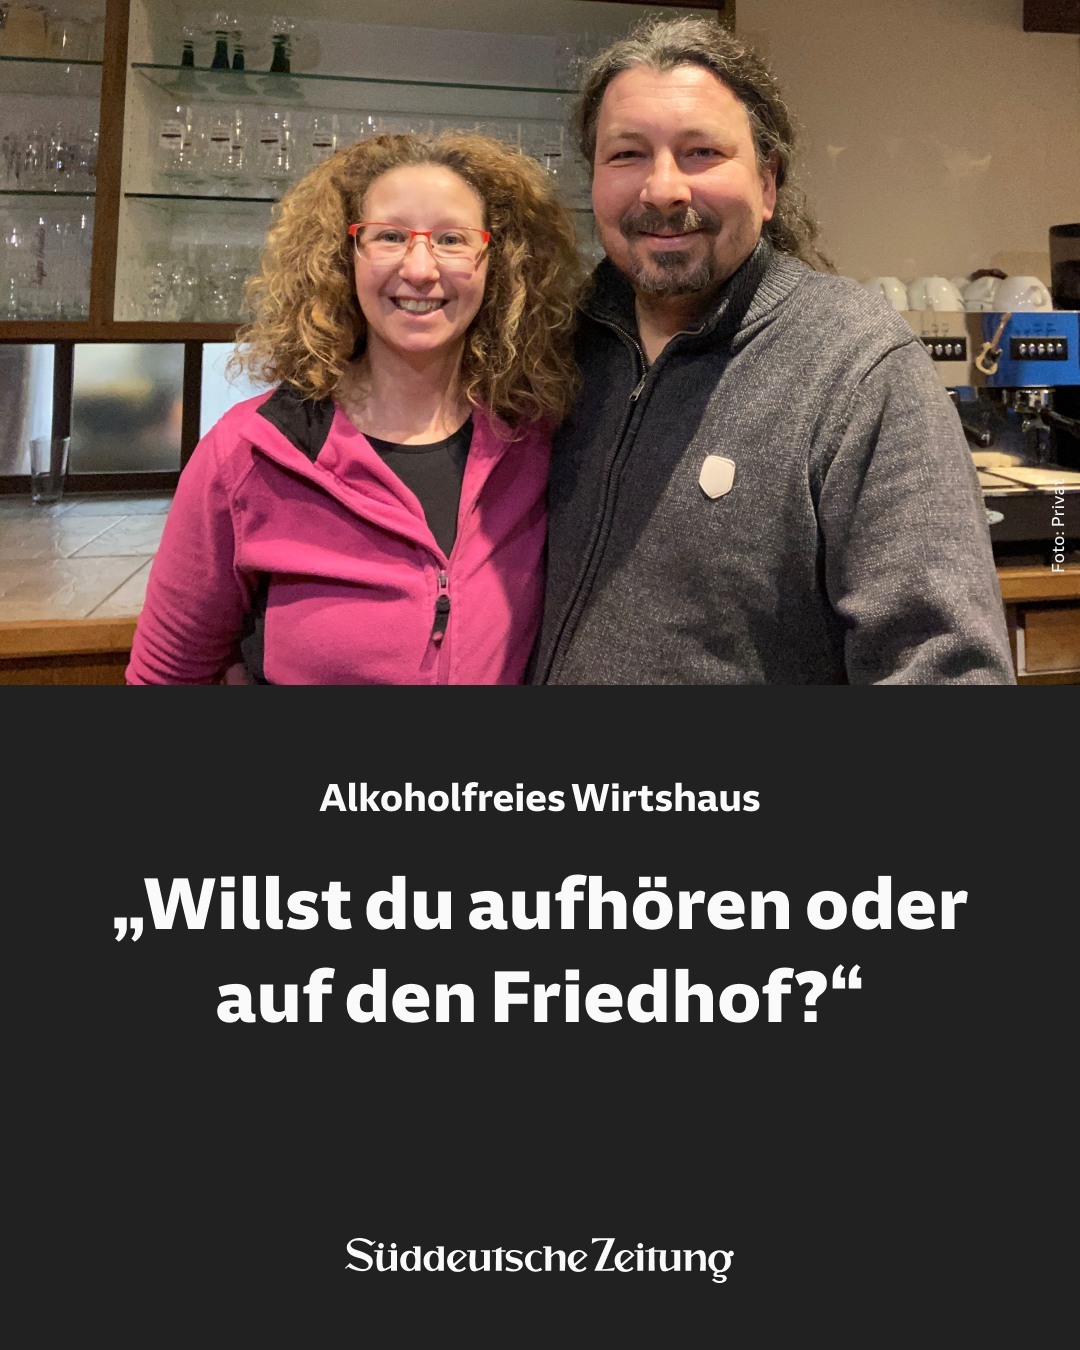 Foto: Privat
Alkoholfreies Wirtshaus
„Willst du aufhören oder
auf den Friedhof?“
Süddeutsche Zeitung